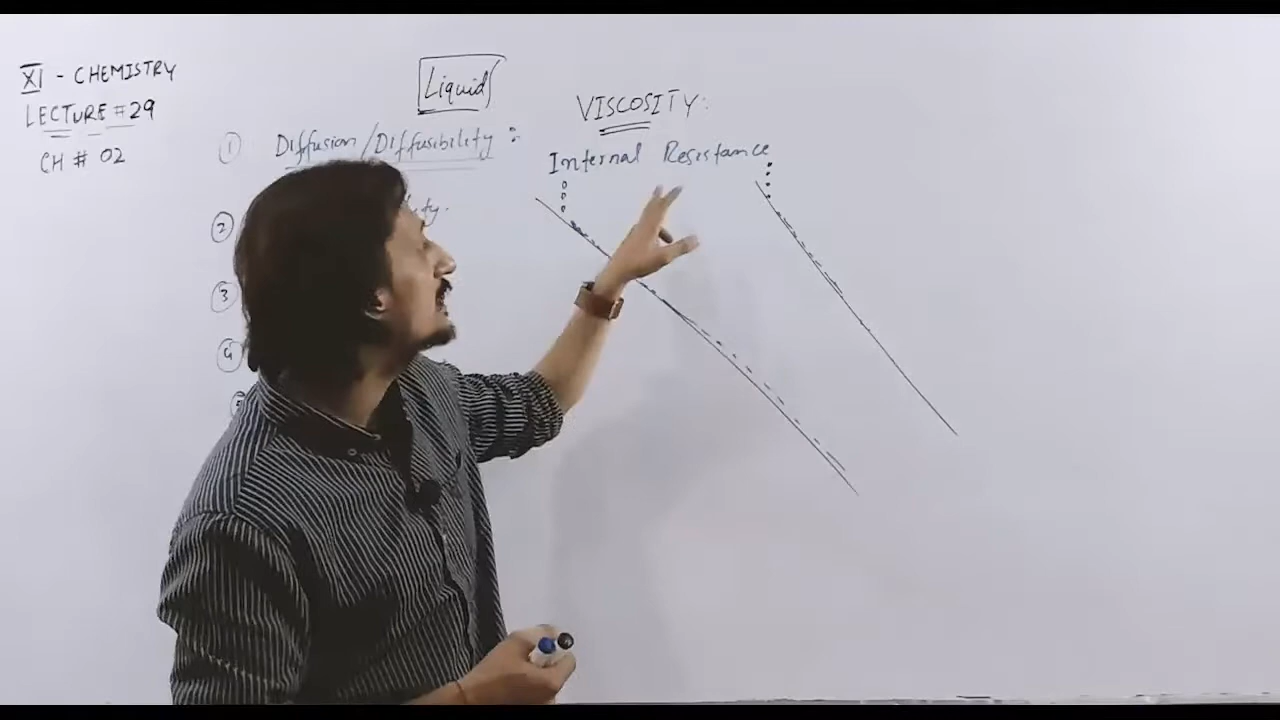 XI - CHEMISTRY
LECTURE # 29
CH # 02
Liquid
① Diffusion/Diffusibility :
②
③
④
VISCOSITY:
Internal Resistance